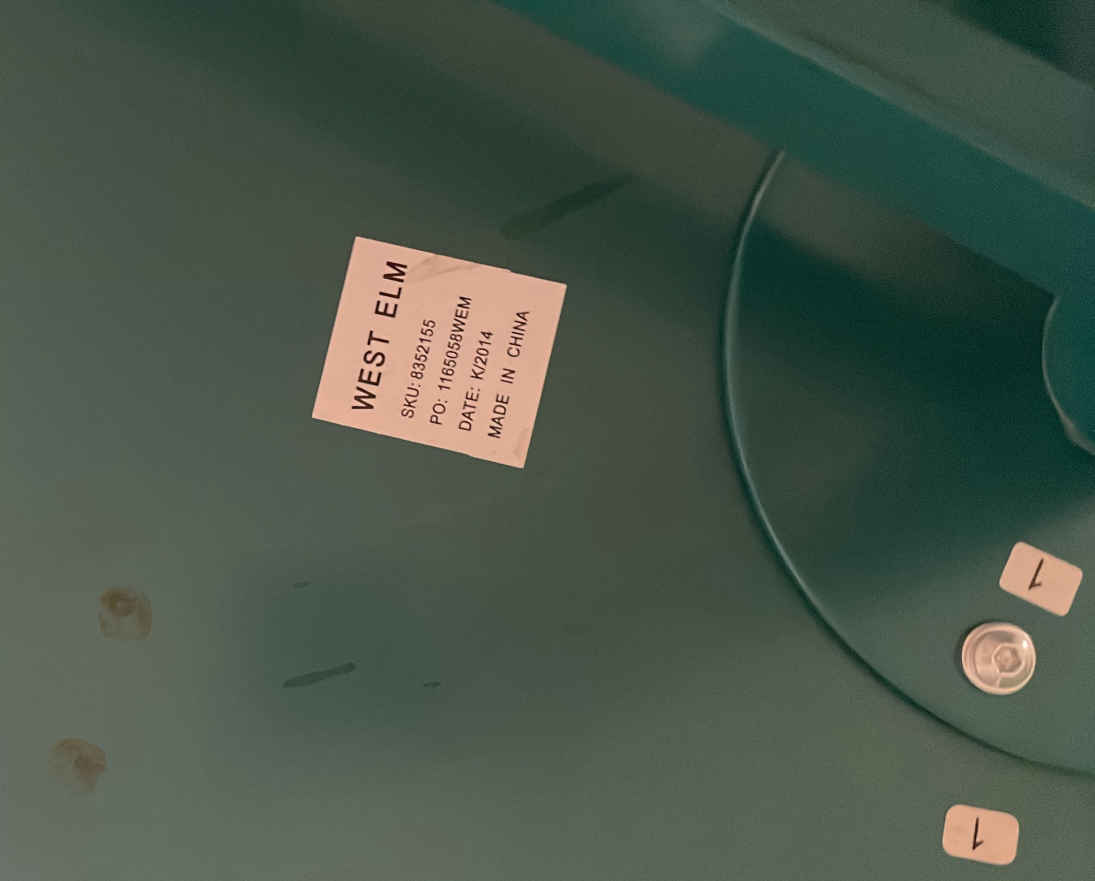 WEST ELM
SKU: 8352155
PO: 1165058WEM
DATE: K/2014
MADE IN CHINA
1
1